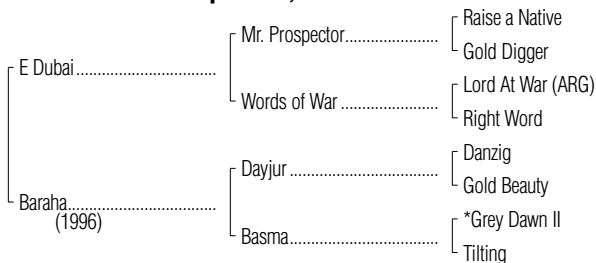 Raise a Native
Mr. Prospector
Gold Digger
E Dubai
Lord At War (ARG)
Words of War
Right Word
Danzig
Dayjur
Gold Beauty
Baraha
(1996)
*Grey Dawn II
Basma
Tilting